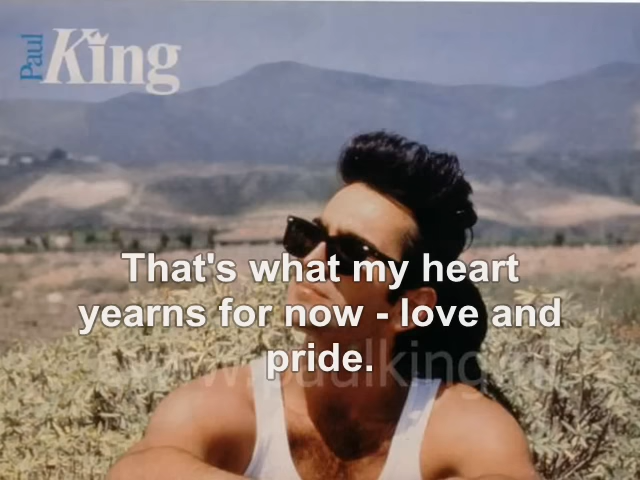 Paul King
That's what my heart
yearns for now - love and
pride.